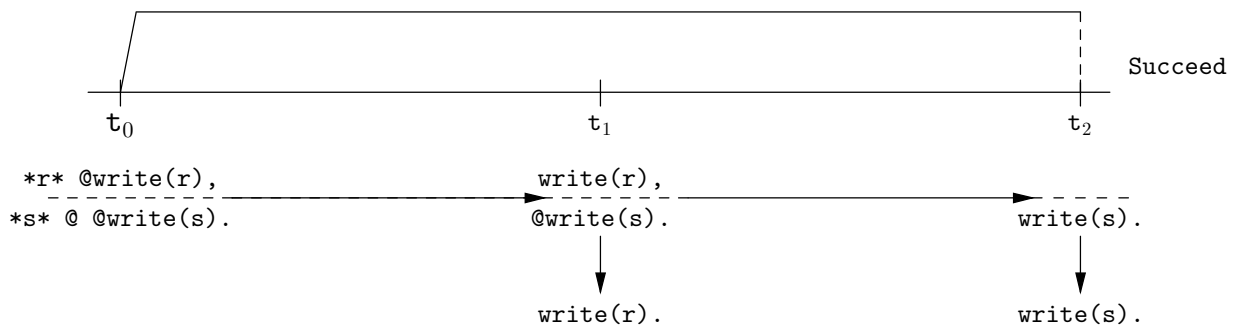 Succeed
t0 t1 t2
*r* @write(r), write(r),
*s* @ @write(s). @write(s). write(s).
write(r). write(s).